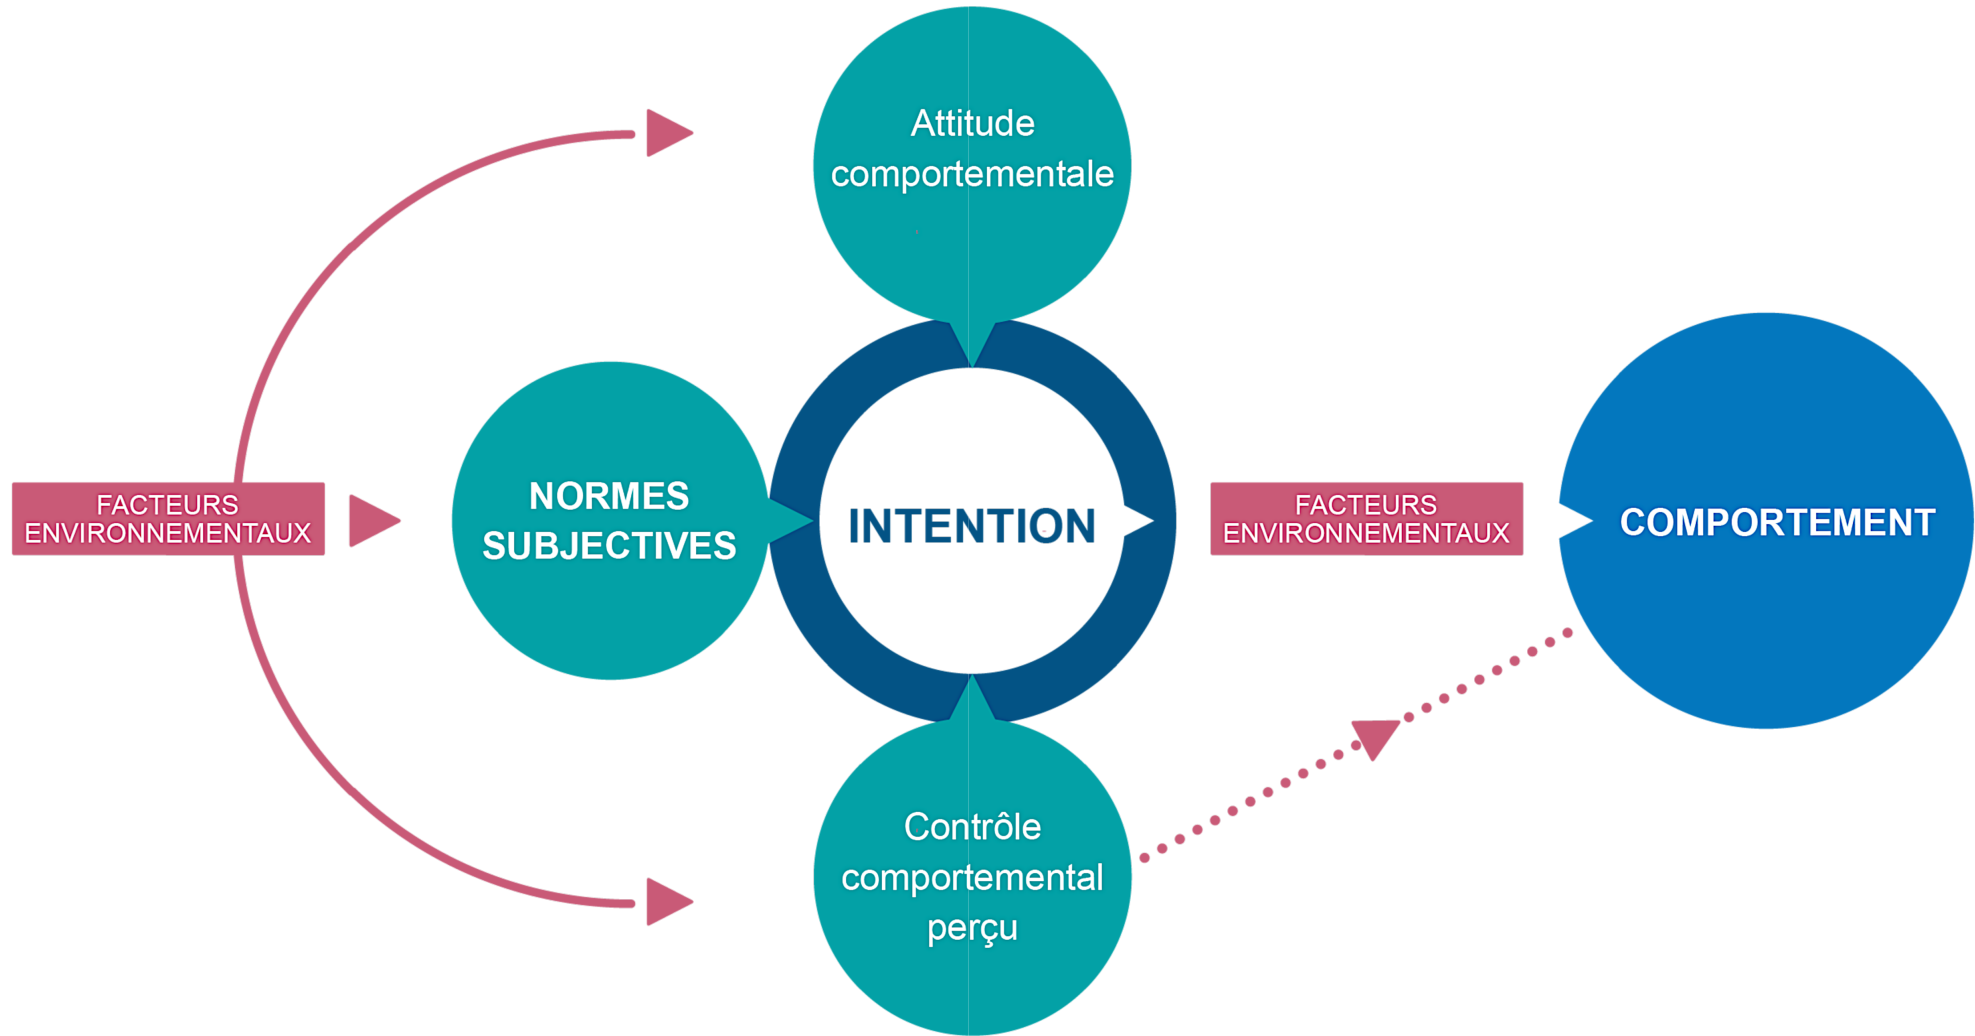 Attitude
comportementale
FACTEURS
ENVIRONNEMENTAUX
NORMES
SUBJECTIVES
INTENTION
FACTEURS
ENVIRONNEMENTAUX
COMPORTEMENT
Contrôle
comportemental
perçu